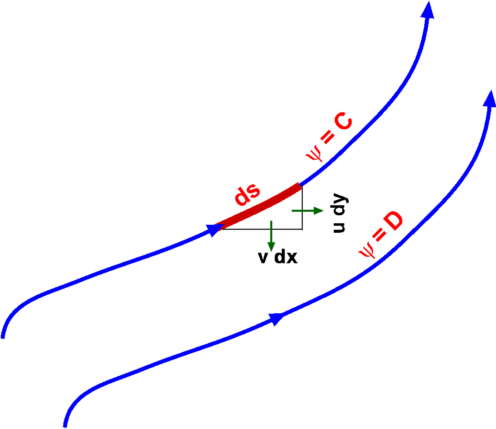 ψ = C
ds
u dy
v dx
ψ = D